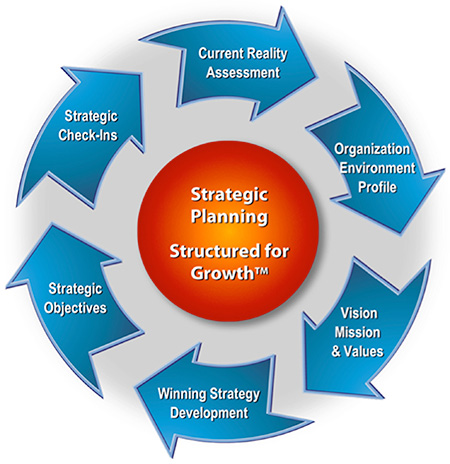 Current Reality
Assessment
Organization
Environment
Profile
Vision
Mission
& Values
Winning Strategy
Development
Strategic
Objectives
Strategic
Check-Ins
Strategic
Planning
Structured for
Growth™